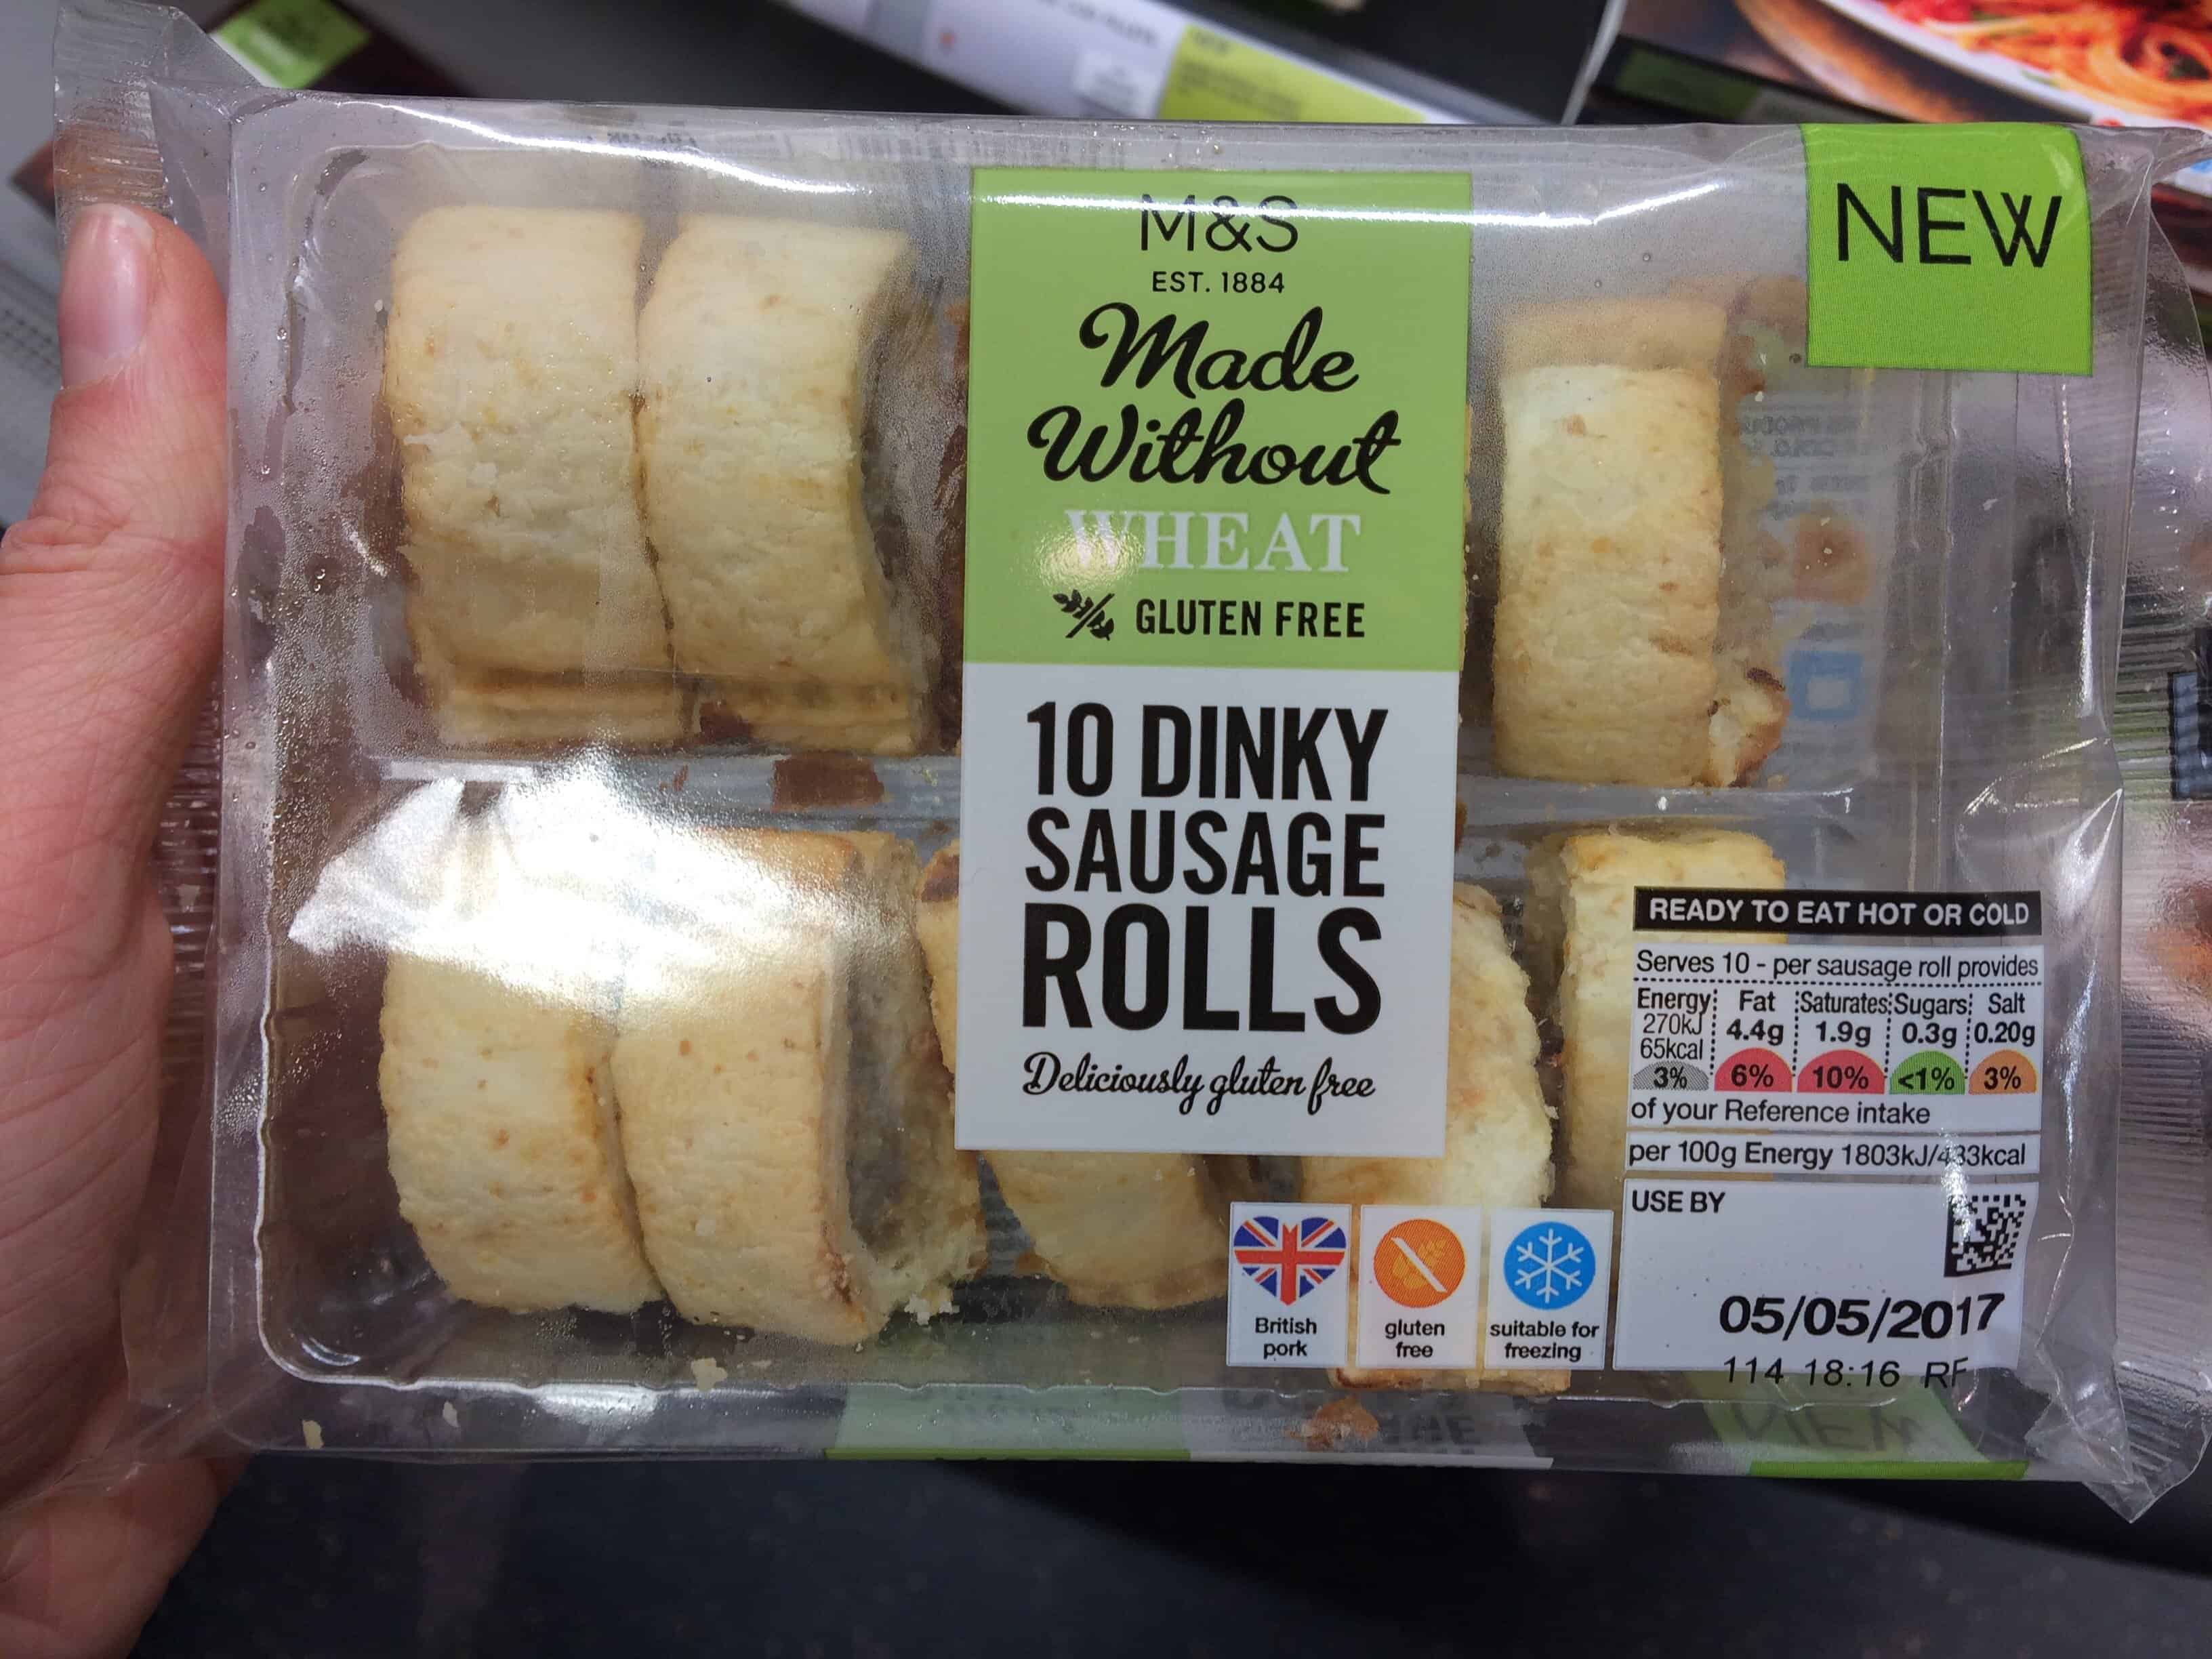 M&S
EST. 1884
Made
Without
WHEAT
GLUTEN FREE
10 DINKY
SAUSAGE
ROLLS
Deliciously gluten free
NEW
READY TO EAT HOT OR COLD
Serves 10 - per sausage roll provides
Energy Fat Saturates Sugars Salt
270kJ 4.4g 1.9g 0.3g 0.20g
65kcal
3% 6% 10% <1% 3%
of your Reference intake
per 100g Energy 1803kJ/433kcal
USE BY
05/05/2017
114 18:16 RF
British
pork
gluten
free
suitable for
freezing